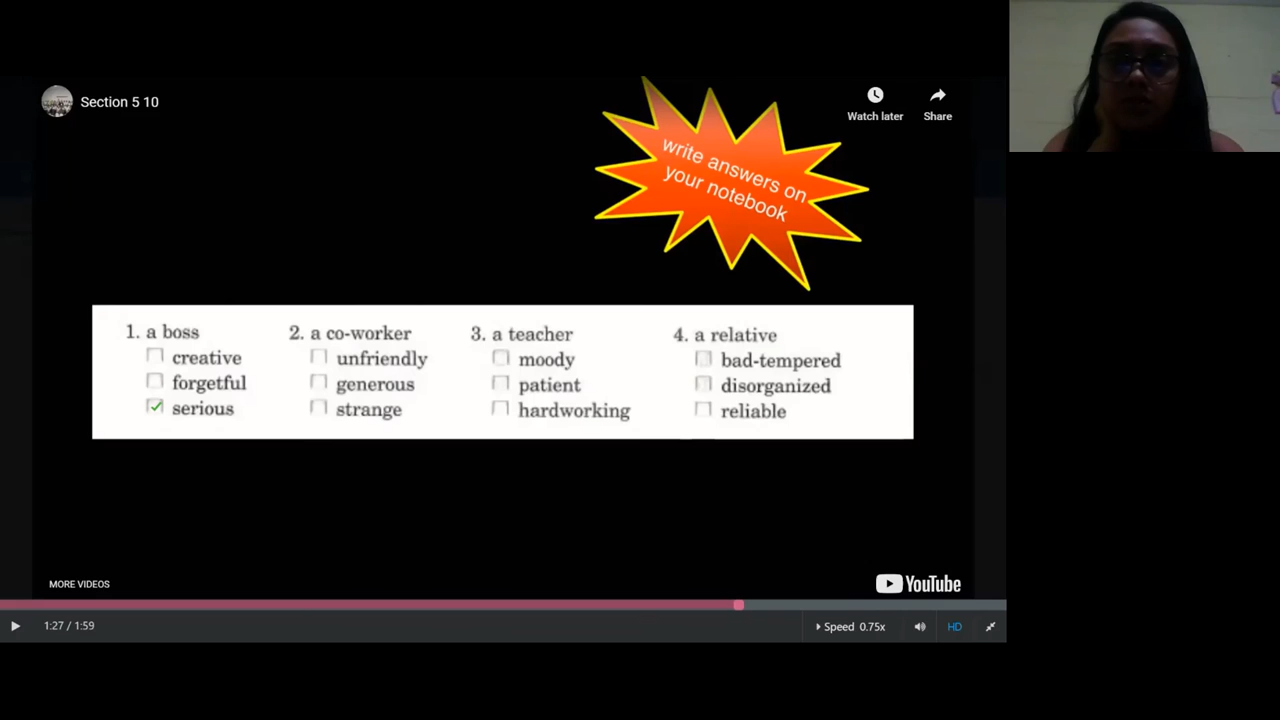 Section 5 10
Watch later
Share
write answers on
your notebook
1. a boss
creative
forgetful
serious
2. a co-worker
unfriendly
generous
strange
3. a teacher
moody
patient
hardworking
4. a relative
bad-tempered
disorganized
reliable
MORE VIDEOS
YouTube
1:27 / 1:59
Speed 0.75x
HD